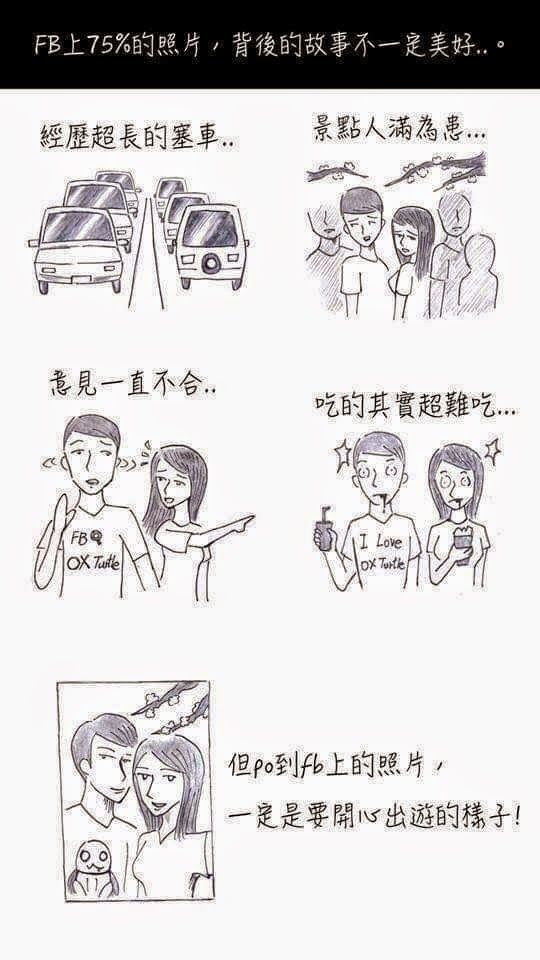 FB上75%的照片，背後的故事不一定美好..。
經歷超長的塞車..
景點人滿為患...
意見一直不合..
吃的其實超難吃...
FB
OX Turtle
I Love
OX Turtle
但po到fb上的照片，
一定是要開心出遊的樣子!